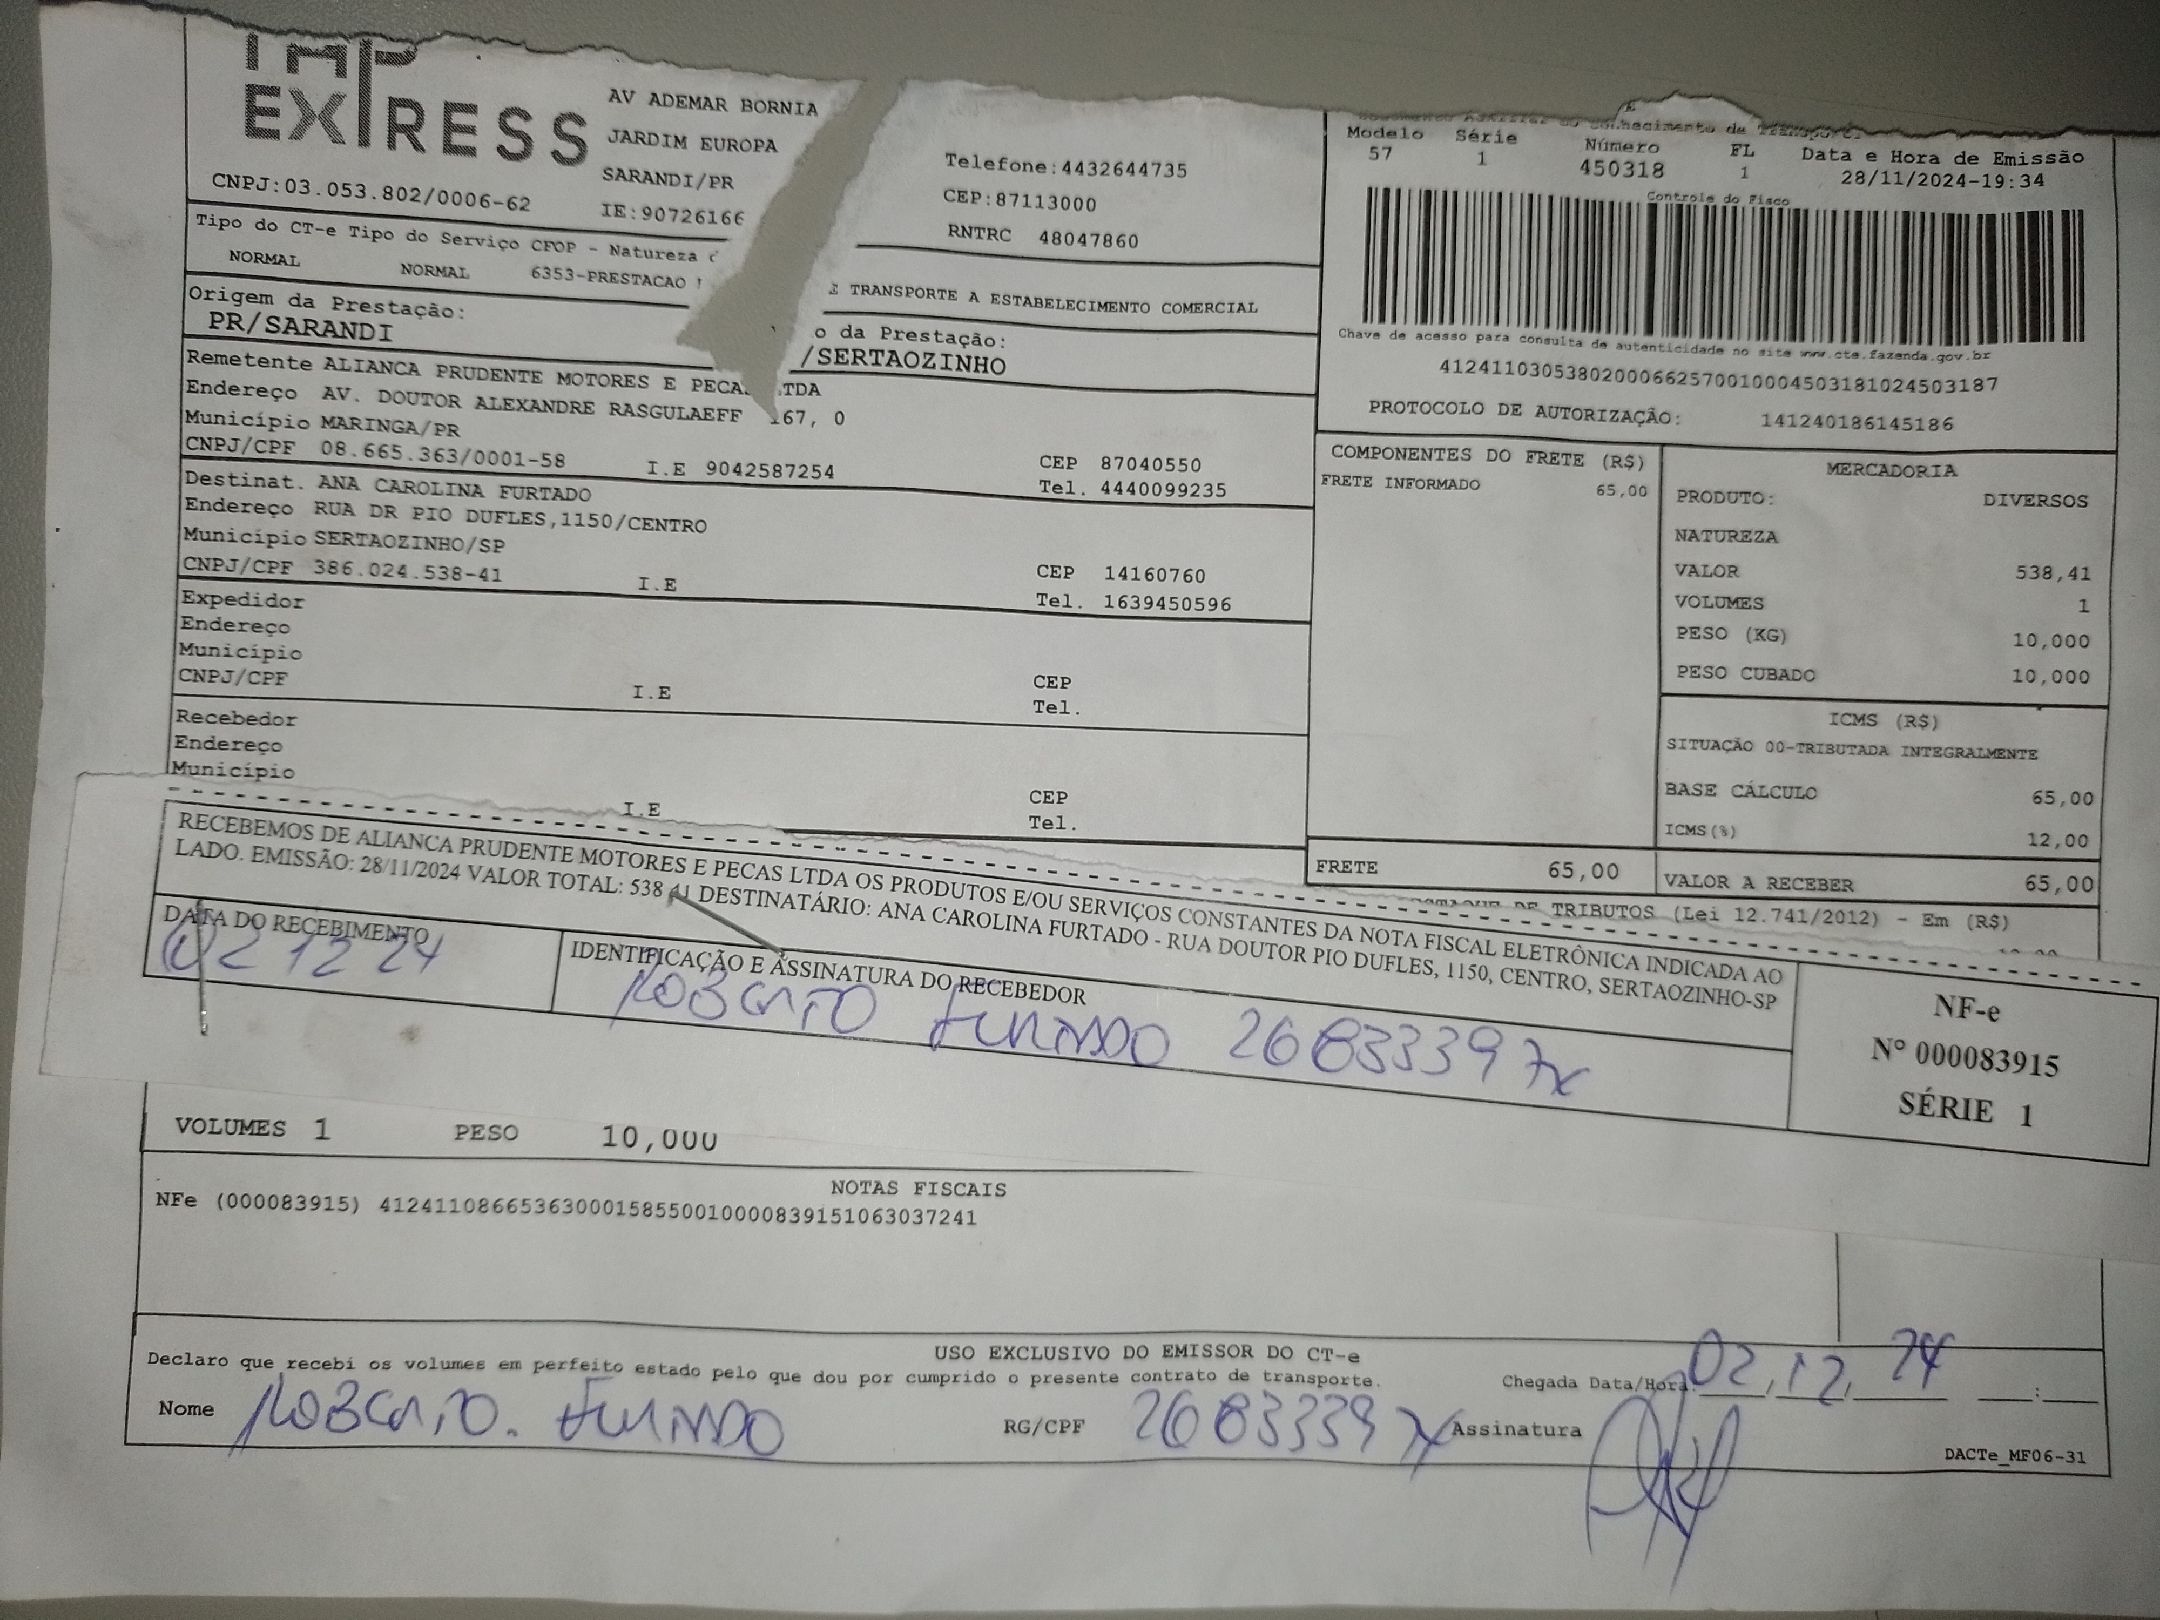 EXPRESS
AV ADEMAR BORNIA
JARDIM EUROPA
SARANDI/PR
CNPJ:03.053.802/0006-62
IE:90726166
Telefone:4432644735
CEP:87113000
RNTRC 48047860
Modelo Série Número FL Data e Hora de Emissão
57 1 450318 1 28/11/2024-19:34
Controle do Fisco
Chave de acesso para consulta de autenticidade no site www.cte.fazenda.gov.br
41241103053802000662570010004503181024503187
PROTOCOLO DE AUTORIZAÇÃO: 141240186145186
Tipo do CT-e Tipo do Serviço CFOP - Natureza
NORMAL NORMAL 6353-PRESTACAO
TRANSPORTE A ESTABELECIMENTO COMERCIAL
Origem da Prestação: o da Prestação:
PR/SARANDI /SERTAOZINHO
Remetente ALIANCA PRUDENTE MOTORES E PECAS LTDA
Endereço AV. DOUTOR ALEXANDRE RASGULAEFF 167, 0
Município MARINGA/PR
CNPJ/CPF 08.665.363/0001-58 I.E 9042587254
CEP 87040550
Tel. 4440099235
Destinat. ANA CAROLINA FURTADO
Endereço RUA DR PIO DUFLES,1150/CENTRO
Município SERTAOZINHO/SP
CNPJ/CPF 386.024.538-41 I.E
CEP 14160760
Tel. 1639450596
Expedidor
Endereço
Município
CNPJ/CPF I.E
CEP
Tel.
Recebedor
Endereço
Município
I.E
CEP
Tel.
COMPONENTES DO FRETE (R$)
FRETE INFORMADO 65,00
FRETE 65,00
MERCADORIA
PRODUTO: DIVERSOS
NATUREZA
VALOR 538,41
VOLUMES 1
PESO (KG) 10,000
PESO CUBADO 10,000
ICMS (R$)
SITUAÇÃO 00-TRIBUTADA INTEGRALMENTE
BASE CÁLCULO 65,00
ICMS(%) 12,00
VALOR A RECEBER 65,00
DE TRIBUTOS (Lei 12.741/2012) - Em (R$)
RECEBEMOS DE ALIANCA PRUDENTE MOTORES E PECAS LTDA OS PRODUTOS E/OU SERVIÇOS CONSTANTES DA NOTA FISCAL ELETRÔNICA INDICADA AO
LADO. EMISSÃO: 28/11/2024 VALOR TOTAL: 538,41 DESTINATÁRIO: ANA CAROLINA FURTADO - RUA DOUTOR PIO DUFLES, 1150, CENTRO, SERTAOZINHO-SP
DATA DO RECEBIMENTO
02 12 24
IDENTIFICAÇÃO E ASSINATURA DO RECEBEDOR
ROBERTO FURTADO 26833397x
NF-e
N° 000083915
SÉRIE 1
VOLUMES 1 PESO 10,000
NOTAS FISCAIS
NFe (000083915) 41241108665363000158550010000839151063037241
USO EXCLUSIVO DO EMISSOR DO CT-e
Declaro que recebi os volumes em perfeito estado pelo que dou por cumprido o presente contrato de transporte.
Chegada Data/Hora: 02, 12, 24 :
Nome ROBERTO. FURTADO RG/CPF 26833397x Assinatura
DACTe_MF06-31